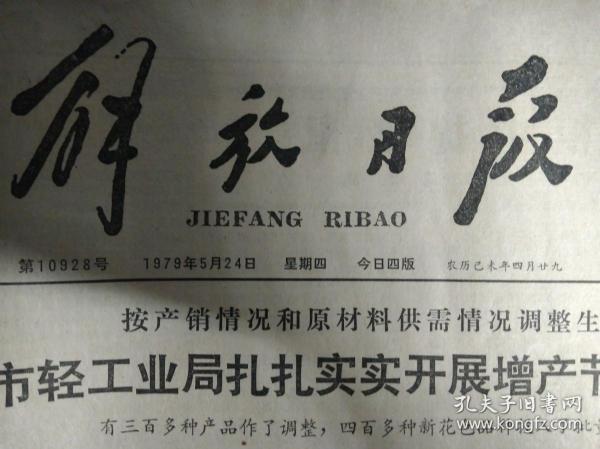 解放日报
JIEFANG RIBAO
第10928号 1979年5月24日 星期四 今日四版 农历己未年四月廿九
按产销情况和原材料供需情况调整生
市轻工业局扎扎实实开展增产节
有三百多种产品作了调整，四百多种新花色品种
孔夫子旧书网
www.kongfz.com